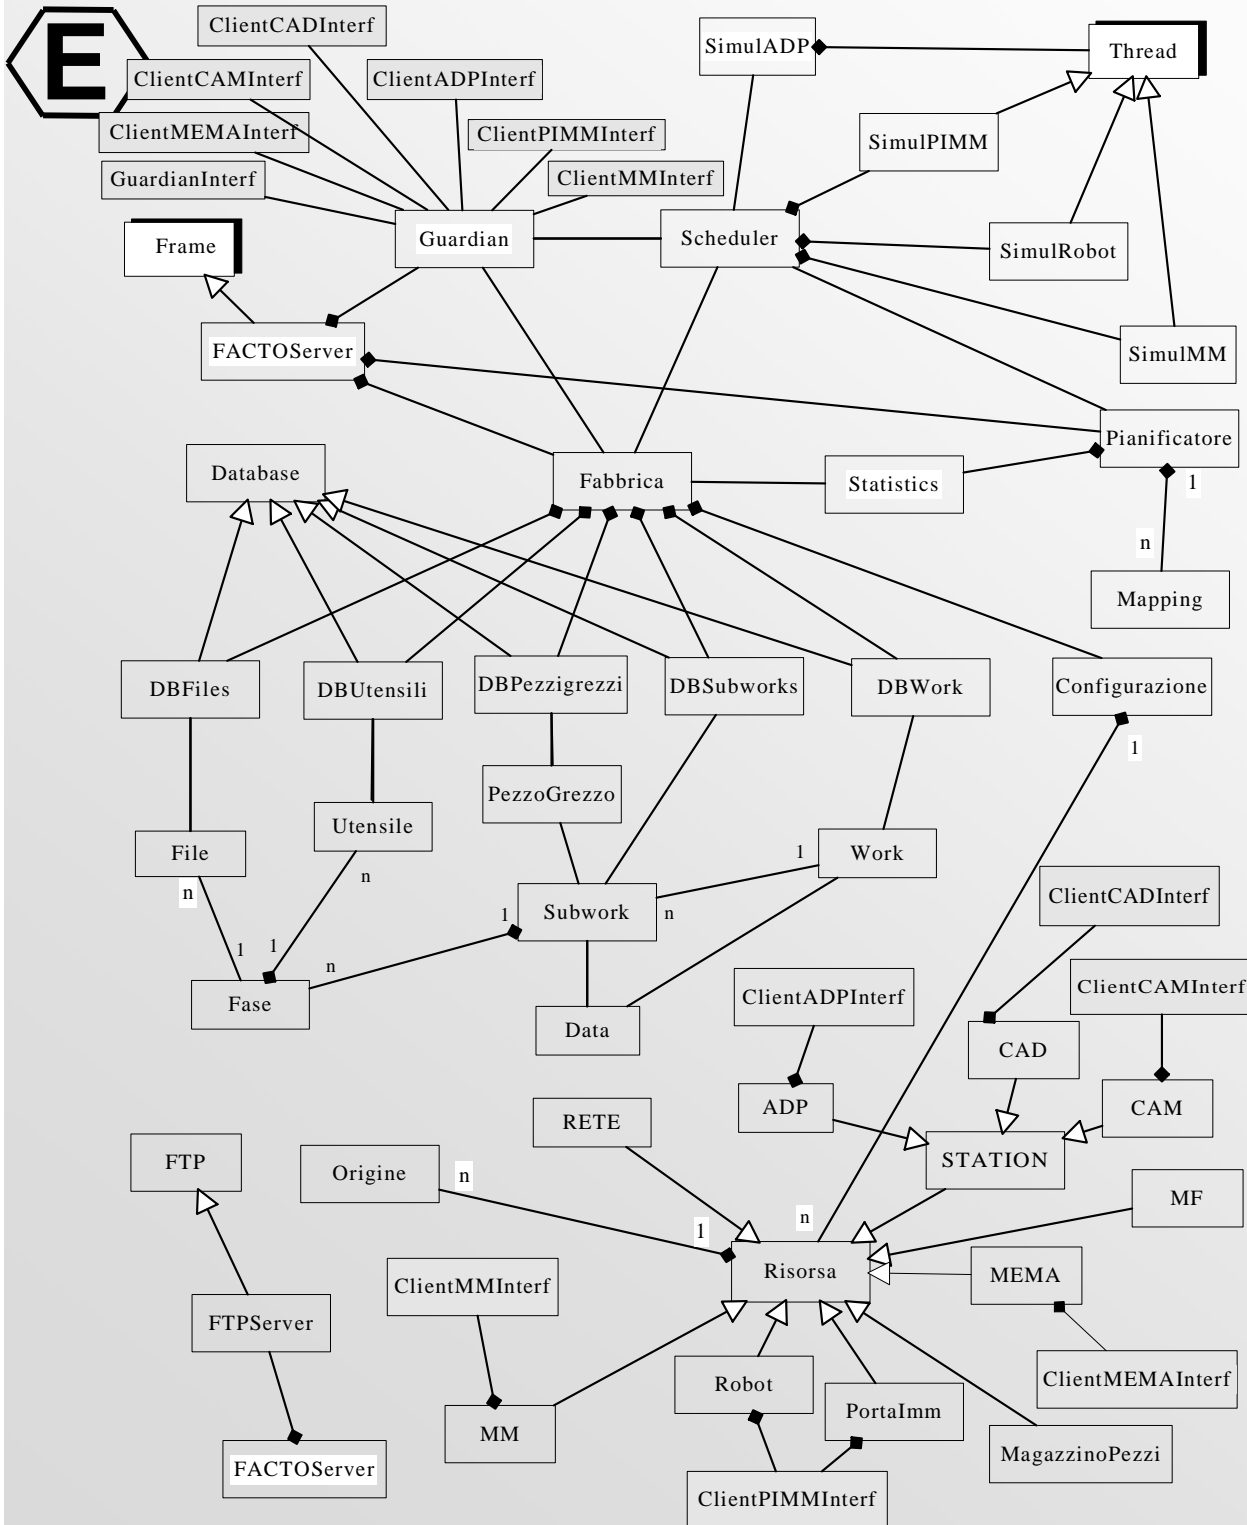 E
ClientCADInterf
SimulADP
Thread
ClientCAMInterf
ClientADPInterf
ClientMEMAInterf
ClientPIMMInterf
SimulPIMM
GuardianInterf
ClientMMInterf
Frame
Guardian
Scheduler
SimulRobot
FACTOServer
SimulMM
Database
Fabbrica
Statistics
Pianificatore
1
n
Mapping
DBFiles
DBUtensili
DBPezzigrezzi
DBSubworks
DBWork
Configurazione
1
PezzoGrezzo
Utensile
File
Work
1
n
n
ClientCADInterf
1
Subwork
n
1
1
n
ClientADPInterf
ClientCAMInterf
Fase
Data
CAD
ADP
CAM
RETE
FTP
Origine
n
STATION
MF
1
n
ClientMMInterf
Risorsa
MEMA
FTPServer
Robot
ClientMEMAInterf
PortaImm
MM
MagazzinoPezzi
FACTOServer
ClientPIMMInterf